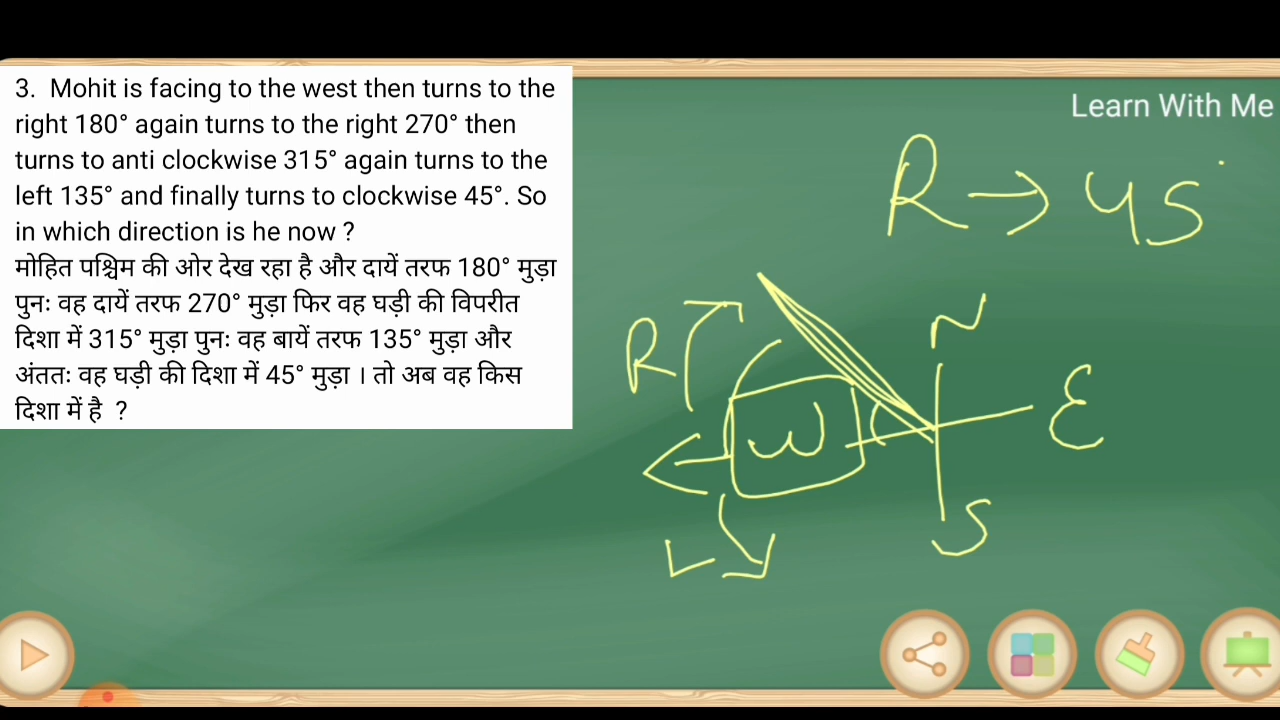 3. Mohit is facing to the west then turns to the
right 180° again turns to the right 270° then
turns to anti clockwise 315° again turns to the
left 135° and finally turns to clockwise 45°. So
in which direction is he now ?
मोहित पश्चिम की ओर देख रहा है और दायें तरफ 180° मुड़ा
पुनः वह दायें तरफ 270° मुड़ा फिर वह घड़ी की विपरीत
दिशा में 315° मुड़ा पुनः वह बायें तरफ 135° मुड़ा और
अंततः वह घड़ी की दिशा में 45° मुड़ा । तो अब वह किस
दिशा में है ?
Learn With Me
R → 45°
N
R
E
W
S
L